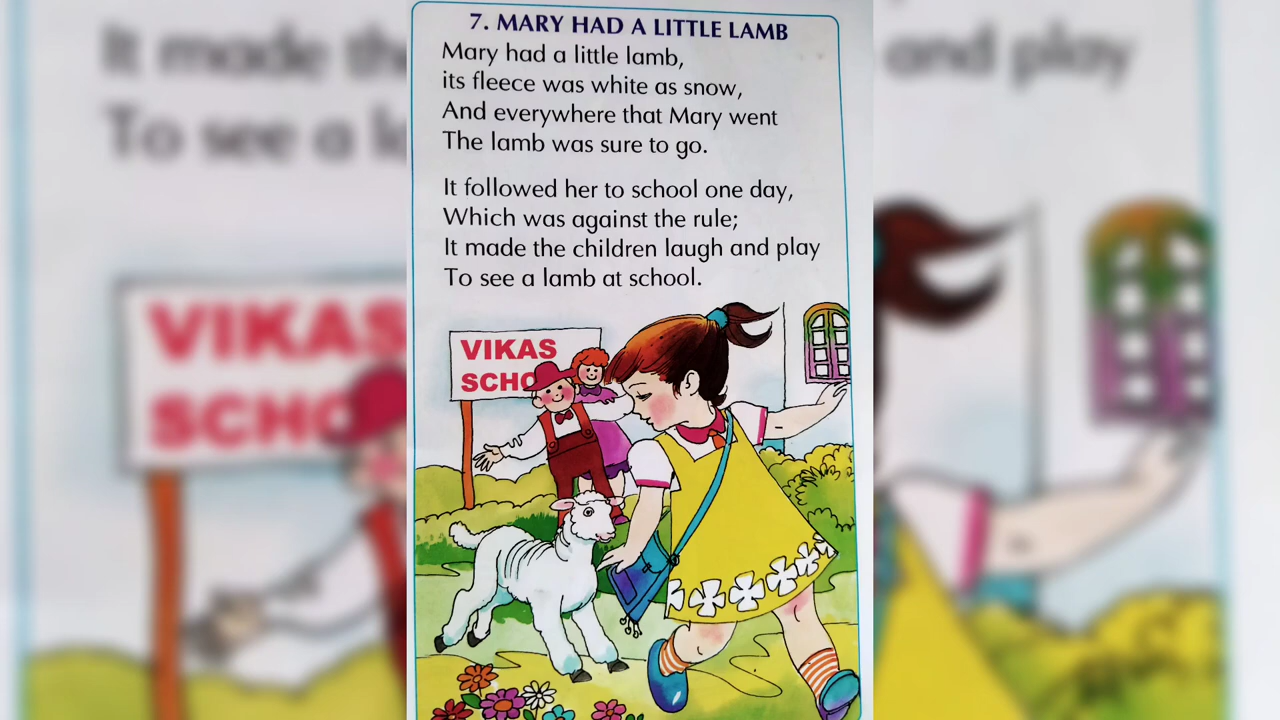 7. MARY HAD A LITTLE LAMB
Mary had a little lamb,
its fleece was white as snow,
And everywhere that Mary went
The lamb was sure to go.
It followed her to school one day,
Which was against the rule;
It made the children laugh and play
To see a lamb at school.
VIKAS
SCHO